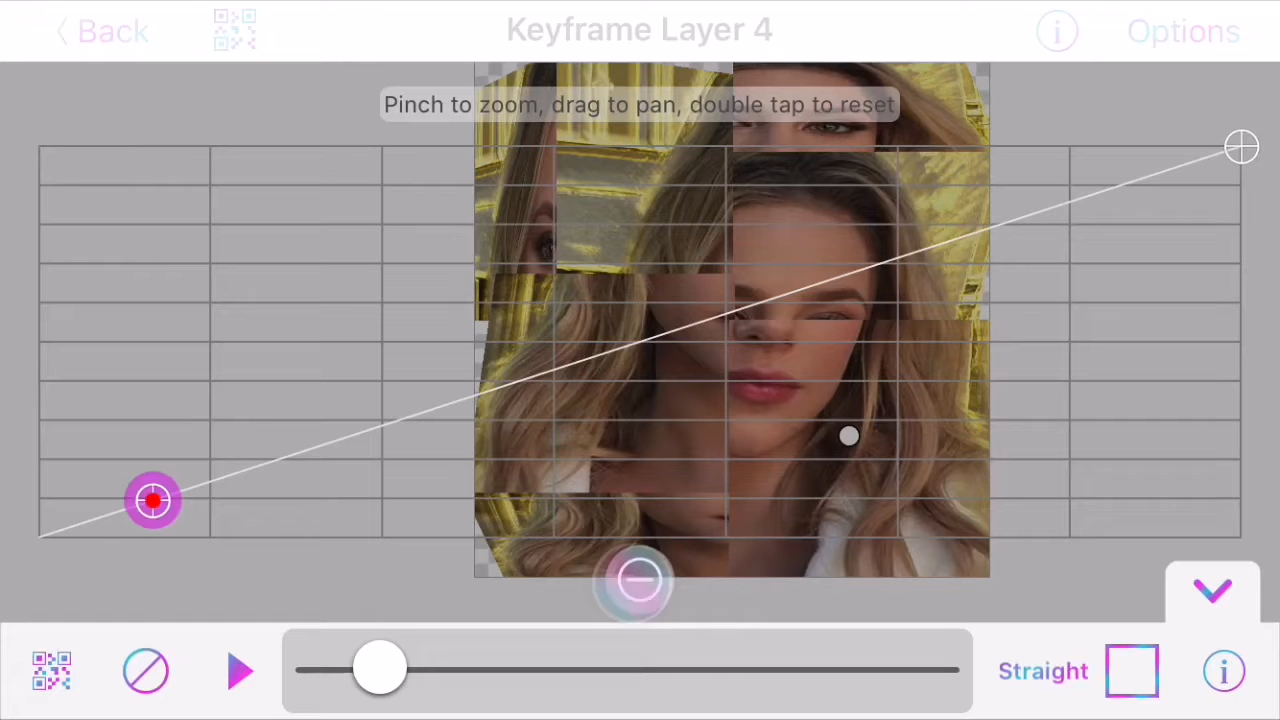 Back
Keyframe Layer 4
Options
Pinch to zoom, drag to pan, double tap to reset
Straight